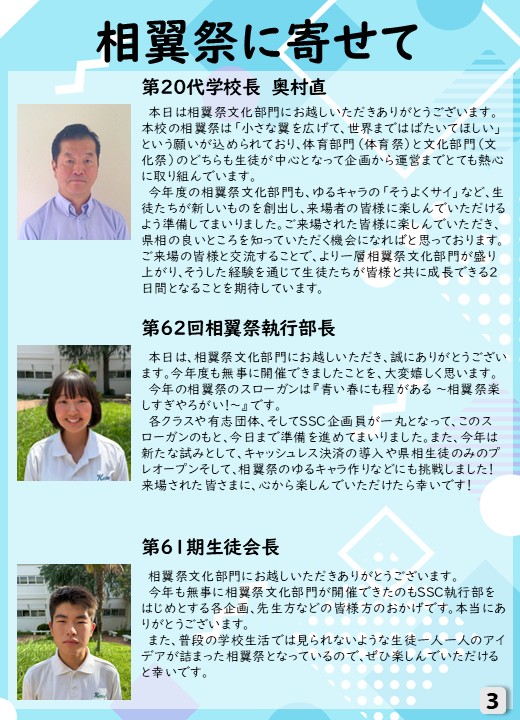 相翼祭に寄せて
第20代学校長 奥村直
本日は相翼祭文化部門にお越しいただきありがとうございます。
本校の相翼祭は「小さな翼を広げて、世界まではばたいてほしい」
という願いが込められており、体育部門（体育祭）と文化部門（文
化祭）のどちらも生徒が中心となって企画から運営までとても熱心
に取り組んでいます。
今年度の相翼祭文化部門も、ゆるキャラの「そうよくサイ」など、生
徒たちが新しいものを創出し、来場者の皆様に楽しんでいただける
よう準備してまいりました。ご来場された皆様に楽しんでいただき、
県相の良いところを知っていただく機会になればと思っております。
ご来場の皆様と交流することで、より一層相翼祭文化部門が盛り
上がり、そうした経験を通じて生徒たちが皆様と共に成長できる2
日間となることを期待しています。
第62回相翼祭執行部長
本日は、相翼祭文化部門にお越しいただき、誠にありがとうござい
ます。今年度も無事に開催できましたことを、大変嬉しく思います。
今年の相翼祭のスローガンは『青い春にも程がある ～相翼祭楽
しすぎやろがい！～』です。
各クラスや有志団体、そしてSSC企画員が一丸となって、このス
ローガンのもと、今日まで準備を進めてまいりました。また、今年は
新たな試みとして、キャッシュレス決済の導入や県相生徒のみのプ
レオープンそして、相翼祭のゆるキャラ作りなどにも挑戦しました！
来場された皆さまに、心から楽しんでいただけたら幸いです！
第61期生徒会長
相翼祭文化部門にお越しいただきありがとうございます。
今年も無事に相翼祭文化部門が開催できたのもSSC執行部を
はじめとする各企画、先生方などの皆様方のおかげです。本当にあ
りがとうございます。
また、普段の学校生活では見られないような生徒一人一人のアイ
デアが詰まった相翼祭となっているので、ぜひ楽しんでいただける
と幸いです。
3